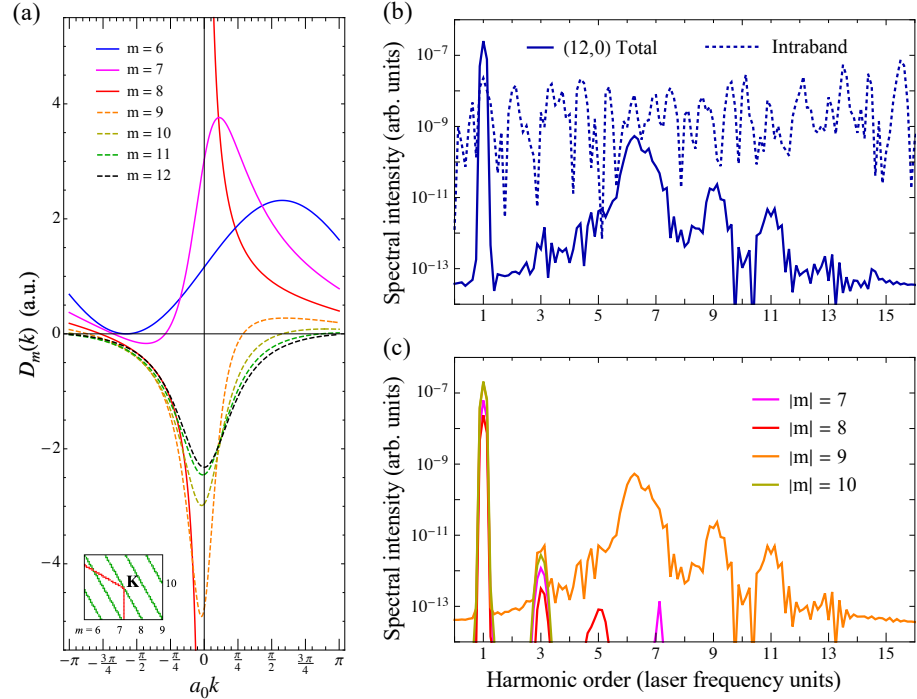 (a)
4
2
0
−2
−4
D_m(k) (a.u.)
m = 6
m = 7
m = 8
m = 9
m = 10
m = 11
m = 12
K
10
m = 6 7 8 9
−π −3π/4 −π/2 −π/4 0 π/4 π/2 3π/4 π
a₀k
(b)
(12,0) Total Intraband
Spectral intensity (arb. units)
10⁻⁷
10⁻⁹
10⁻¹¹
10⁻¹³
1 3 5 7 9 11 13 15
(c)
|m| = 7
|m| = 8
|m| = 9
|m| = 10
Spectral intensity (arb. units)
10⁻⁷
10⁻⁹
10⁻¹¹
10⁻¹³
1 3 5 7 9 11 13 15
Harmonic order (laser frequency units)